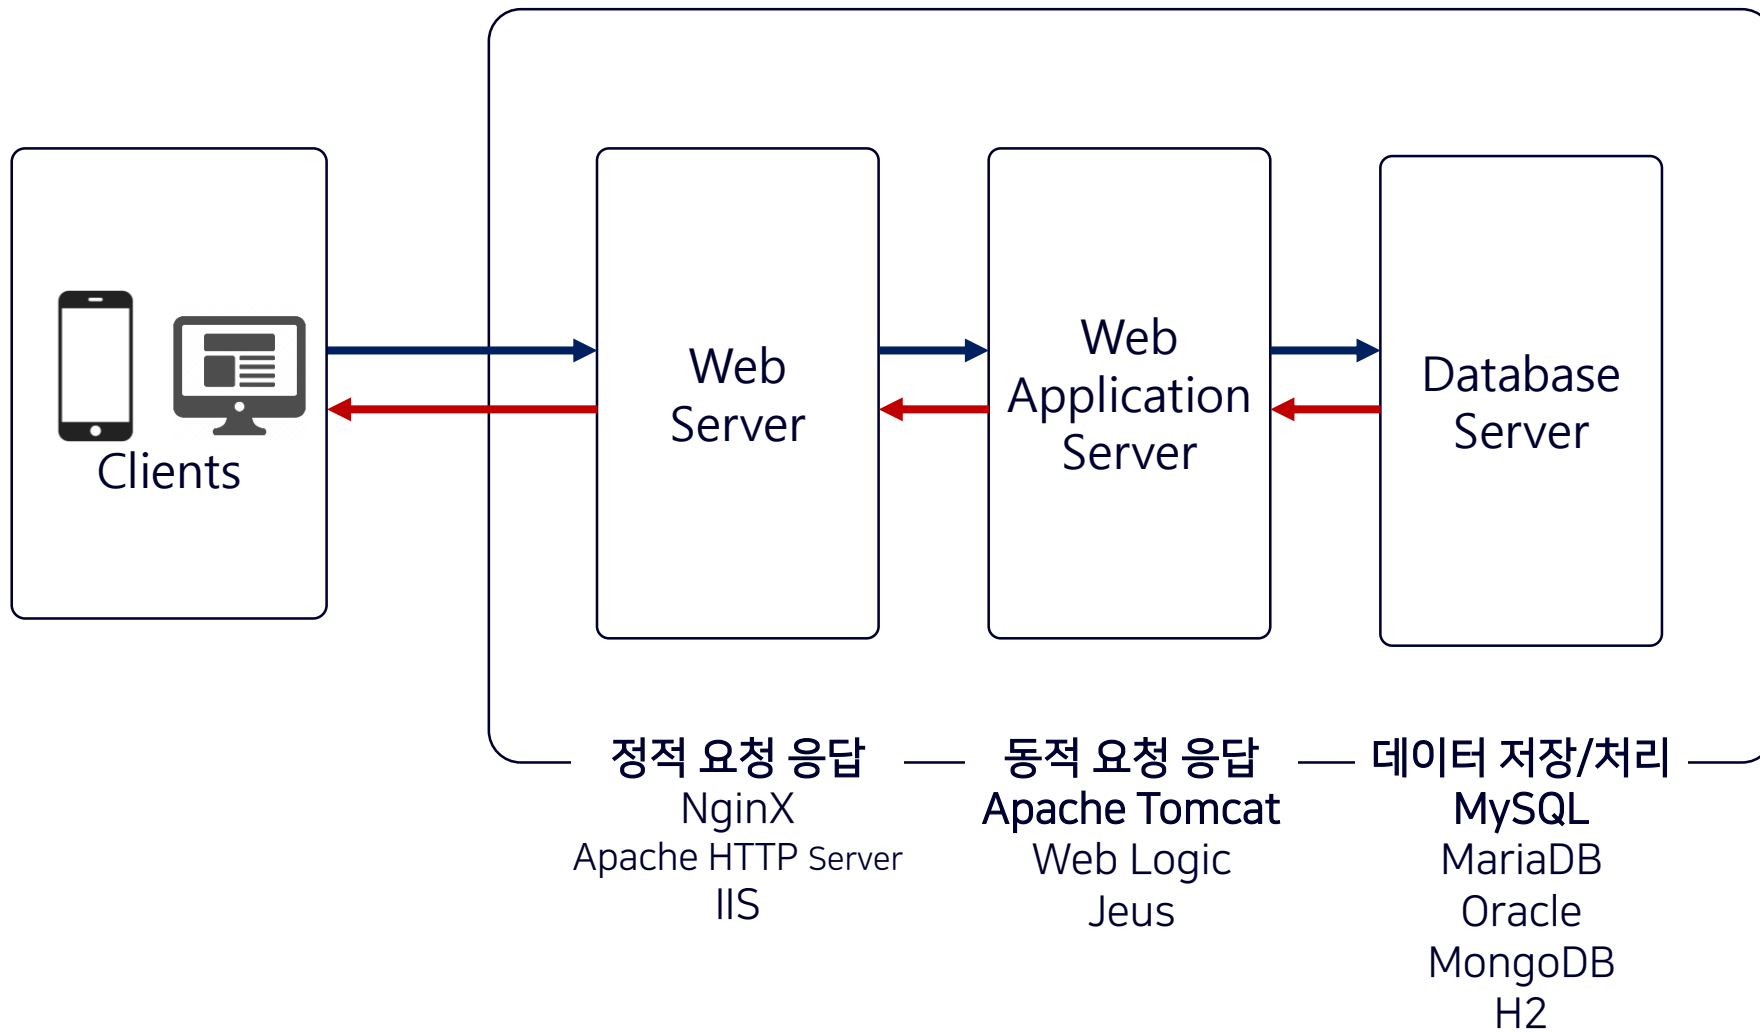 Clients
Web
Server
Web
Application
Server
Database
Server
정적 요청 응답
NginX
Apache HTTP Server
IIS
동적 요청 응답
Apache Tomcat
Web Logic
Jeus
데이터 저장/처리
MySQL
MariaDB
Oracle
MongoDB
H2